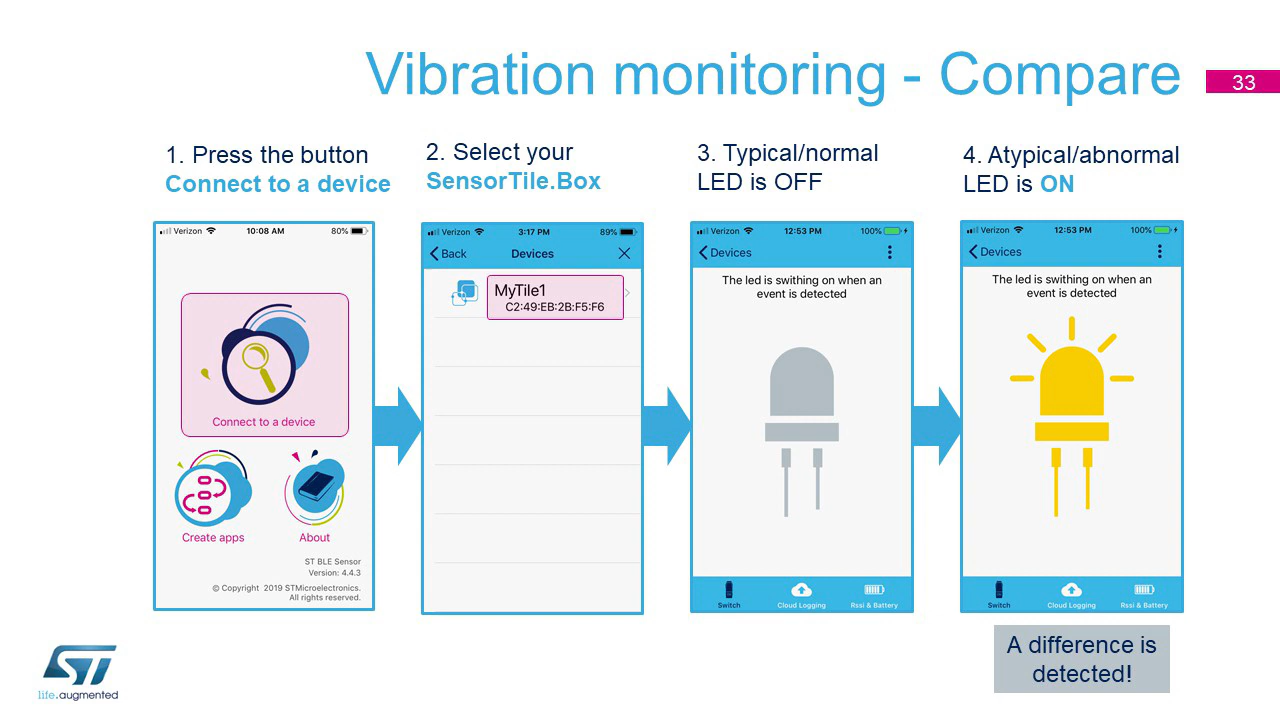 Vibration monitoring - Compare
33
1. Press the button
Connect to a device
2. Select your
SensorTile.Box
3. Typical/normal
LED is OFF
4. Atypical/abnormal
LED is ON
Verizon 10:08 AM 80%
Connect to a device
Create apps
About
ST BLE Sensor
Version: 4.4.3
© Copyright 2019 STMicroelectronics.
All rights reserved.
Verizon 3:17 PM 89%
Back Devices
MyTile1
C2:49:EB:2B:F5:F6
Verizon 12:53 PM 100%
Devices
The led is swithing on when an
event is detected
Switch Cloud Logging Rssi & Battery
Verizon 12:53 PM 100%
Devices
The led is swithing on when an
event is detected
Switch Cloud Logging Rssi & Battery
A difference is
detected!
ST
life.augmented